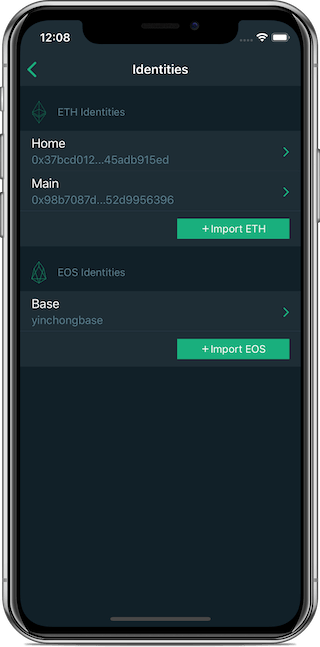 12:08
Identities
ETH Identities
Home
0x37bcd012...45adb915ed
Main
0x98b7087d...52d9956396
+Import ETH
EOS Identities
Base
yinchongbase
+Import EOS